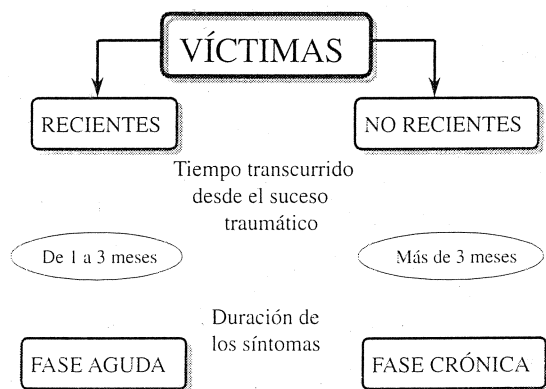 VÍCTIMAS
RECIENTES
NO RECIENTES
Tiempo transcurrido
desde el suceso
traumático
De 1 a 3 meses
Más de 3 meses
Duración de
los síntomas
FASE AGUDA
FASE CRÓNICA